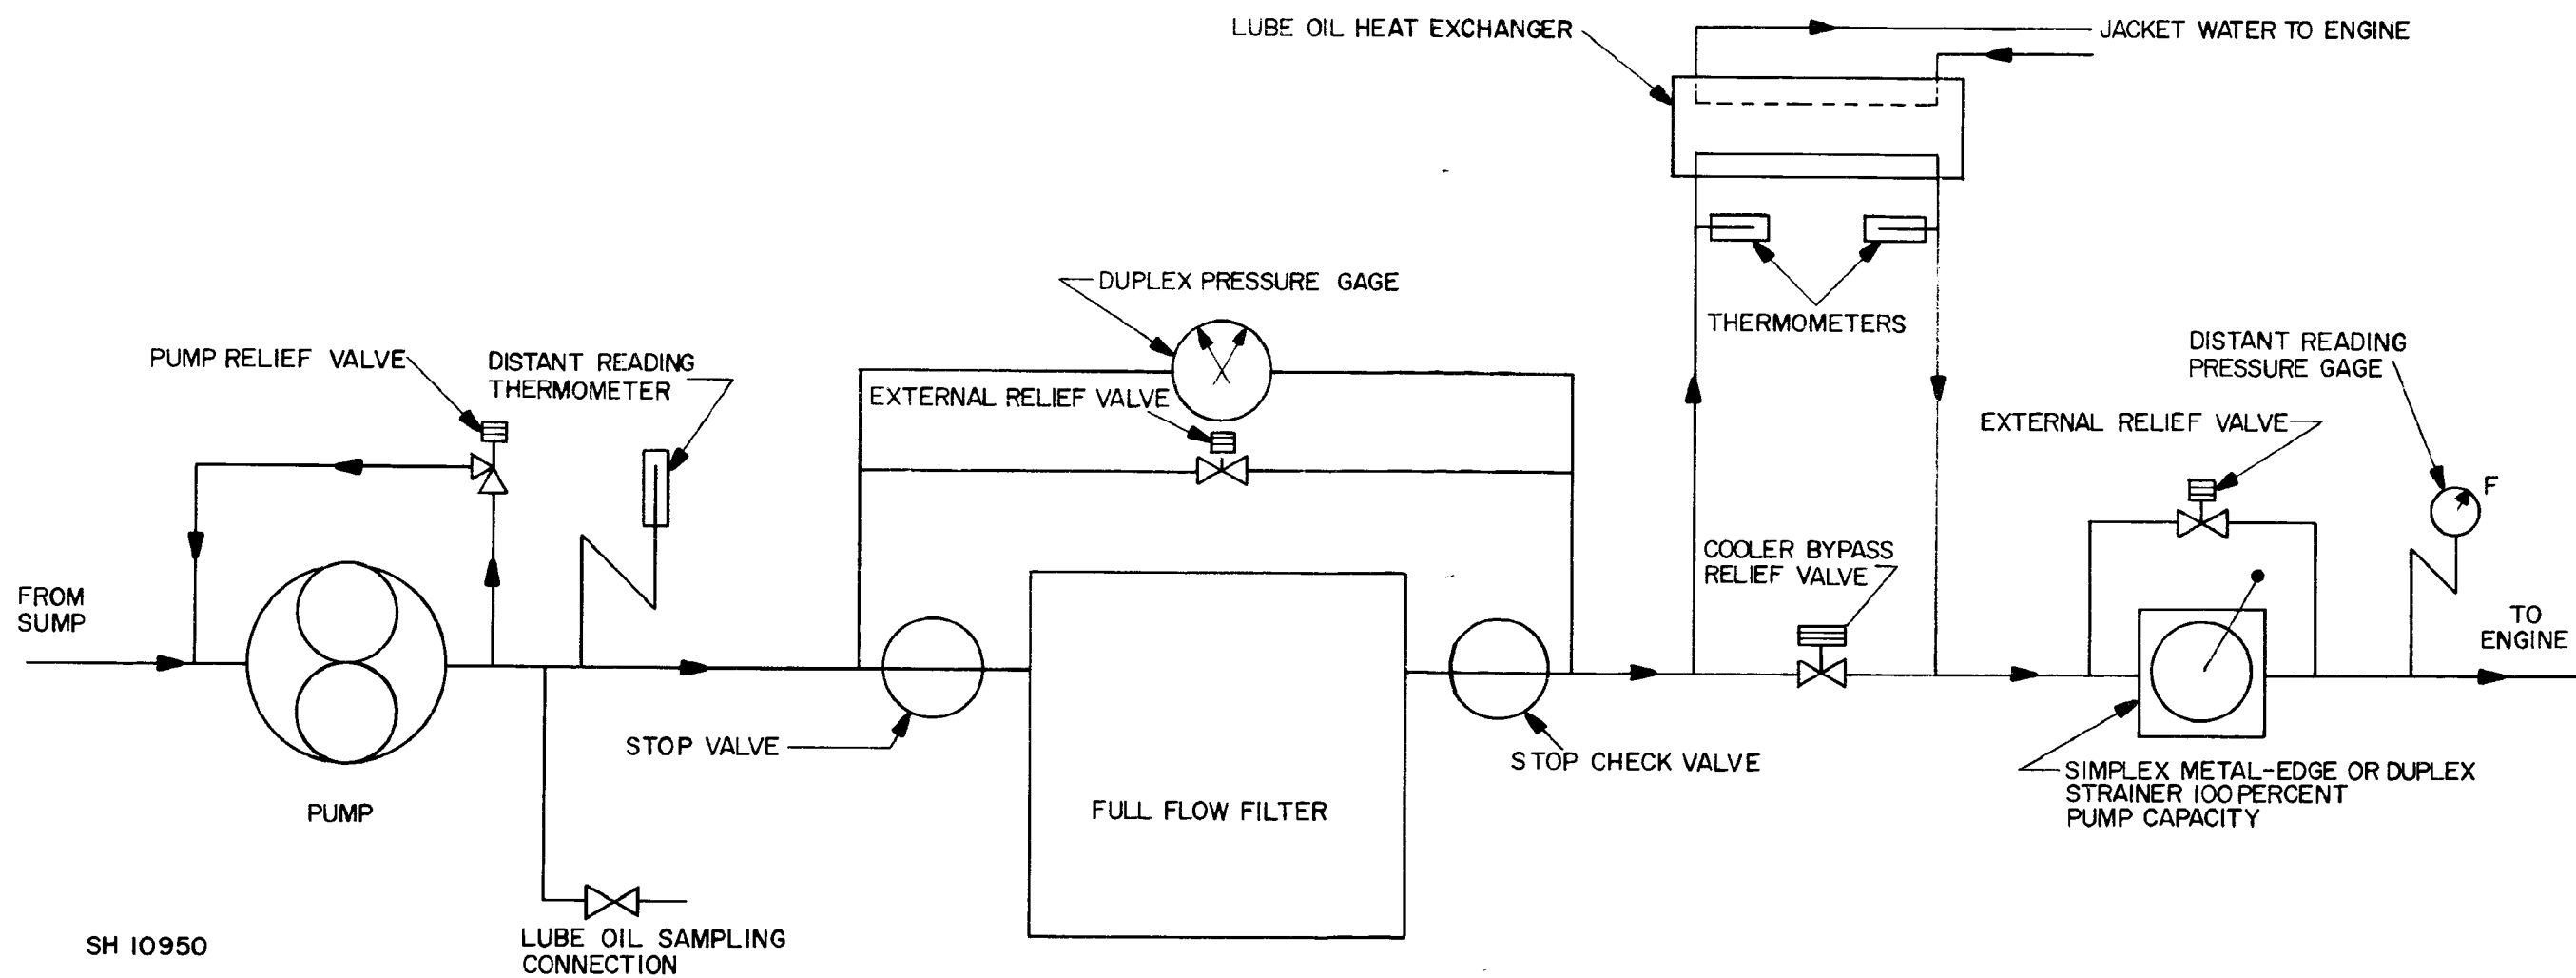 LUBE OIL HEAT EXCHANGER
JACKET WATER TO ENGINE
DUPLEX PRESSURE GAGE
THERMOMETERS
PUMP RELIEF VALVE
DISTANT READING
THERMOMETER
EXTERNAL RELIEF VALVE
DISTANT READING
PRESSURE GAGE
EXTERNAL RELIEF VALVE
F
COOLER BYPASS
RELIEF VALVE
FROM
SUMP
TO
ENGINE
STOP VALVE
STOP CHECK VALVE
SIMPLEX METAL-EDGE OR DUPLEX
STRAINER 100 PERCENT
PUMP CAPACITY
PUMP
FULL FLOW FILTER
LUBE OIL SAMPLING
CONNECTION
SH 10950